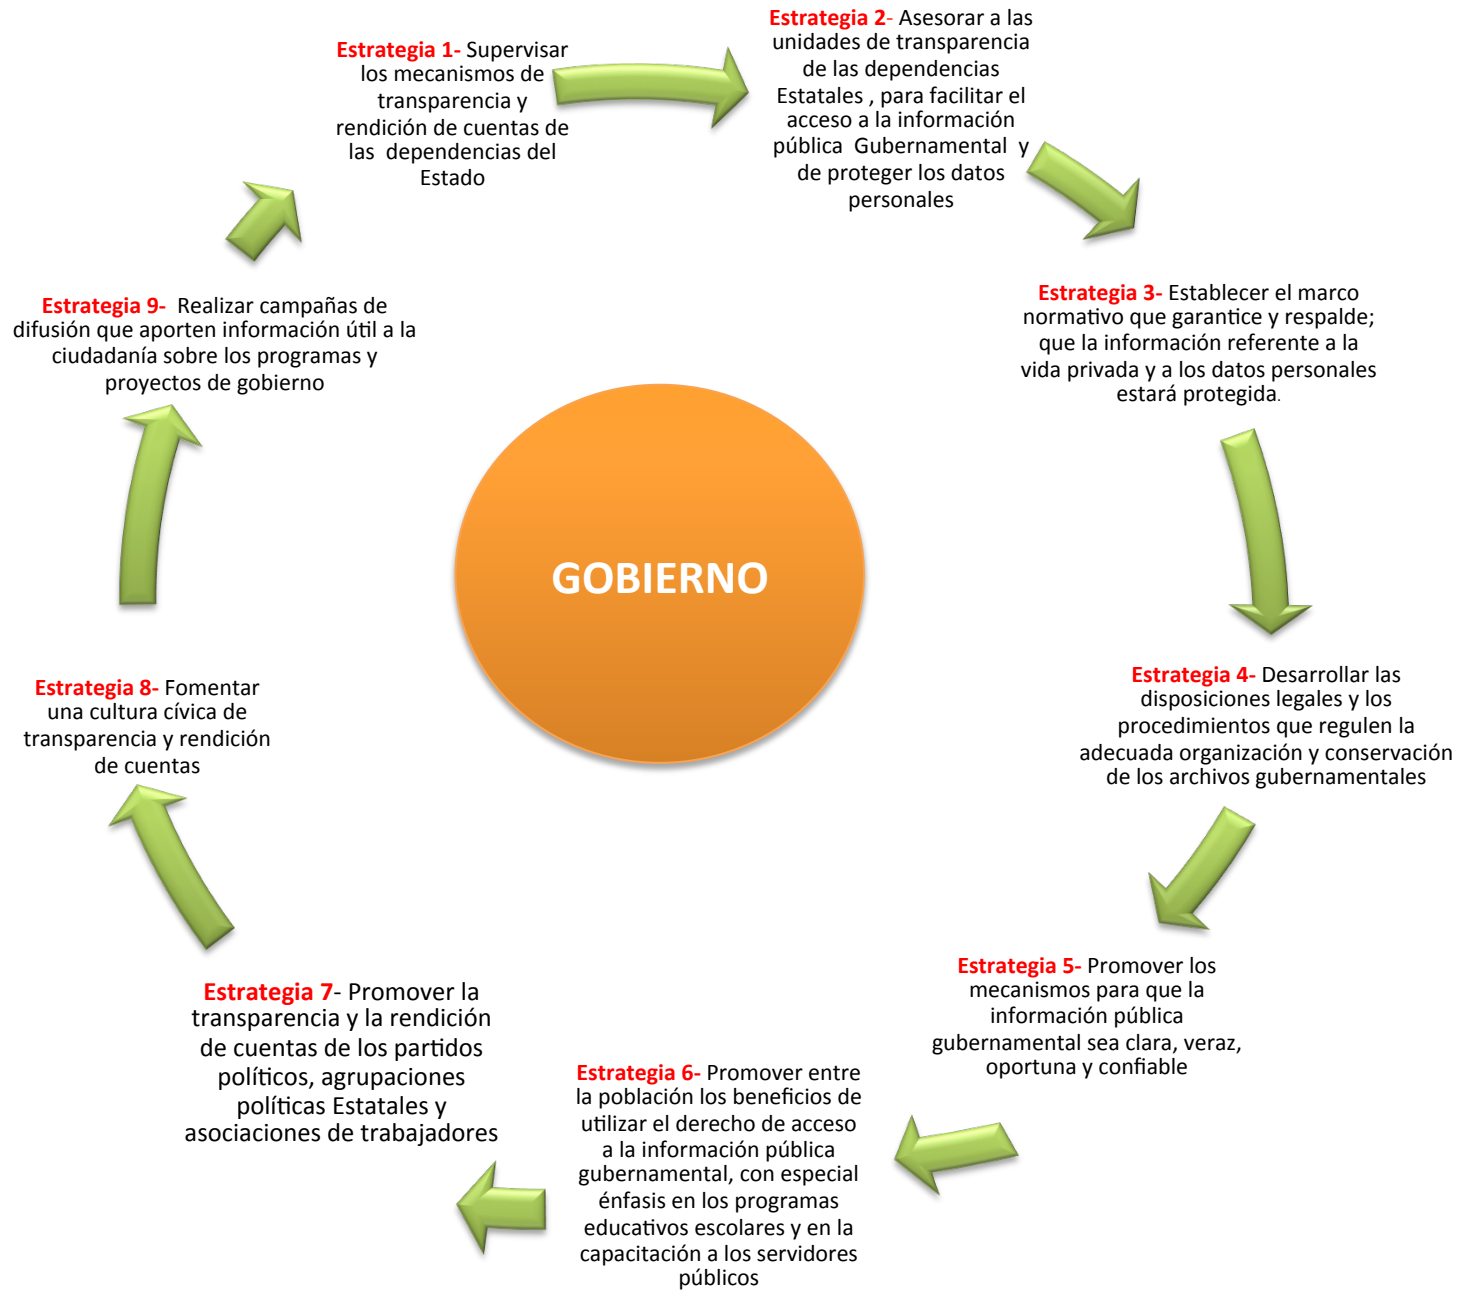 Estrategia 1- Supervisar
los mecanismos de
transparencia y
rendición de cuentas de
las dependencias del
Estado
Estrategia 2- Asesorar a las
unidades de transparencia
de las dependencias
Estatales , para facilitar el
acceso a la información
pública Gubernamental y
de proteger los datos
personales
Estrategia 3- Establecer el marco
normativo que garantice y respalde;
que la información referente a la
vida privada y a los datos personales
estará protegida.
Estrategia 4- Desarrollar las
disposiciones legales y los
procedimientos que regulen la
adecuada organización y conservación
de los archivos gubernamentales
Estrategia 5- Promover los
mecanismos para que la
información pública
gubernamental sea clara, veraz,
oportuna y confiable
Estrategia 6- Promover entre
la población los beneficios de
utilizar el derecho de acceso
a la información pública
gubernamental, con especial
énfasis en los programas
educativos escolares y en la
capacitación a los servidores
públicos
Estrategia 7- Promover la
transparencia y la rendición
de cuentas de los partidos
políticos, agrupaciones
políticas Estatales y
asociaciones de trabajadores
Estrategia 8- Fomentar
una cultura cívica de
transparencia y rendición
de cuentas
Estrategia 9- Realizar campañas de
difusión que aporten información útil a la
ciudadanía sobre los programas y
proyectos de gobierno
GOBIERNO